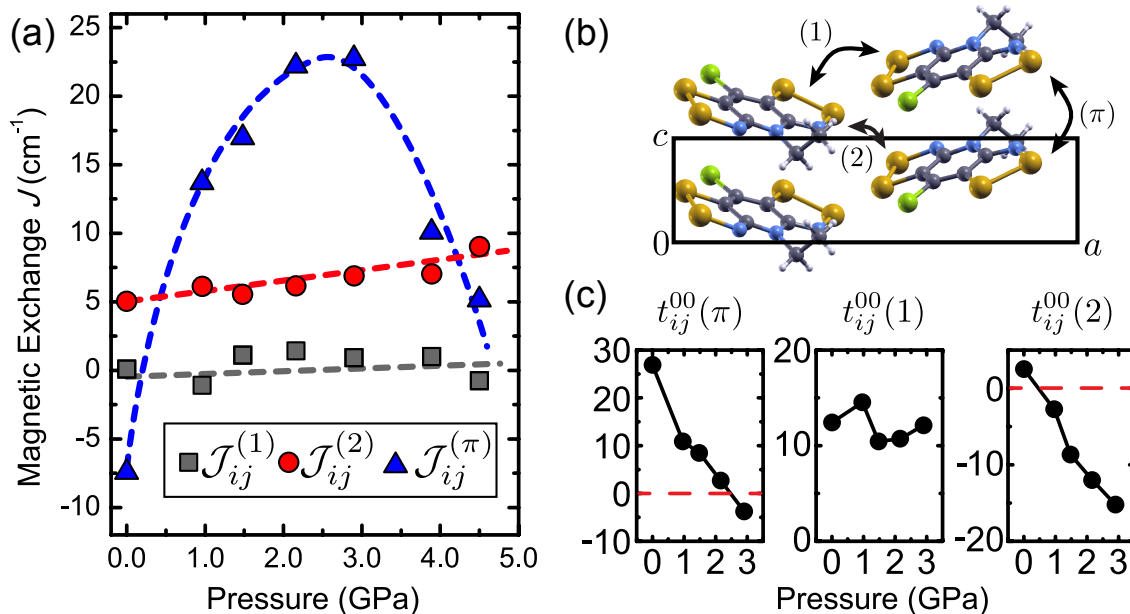 (a)
Magnetic Exchange J (cm⁻¹)
25
20
15
10
5
0
-5
-10
0.0 1.0 2.0 3.0 4.0 5.0
Pressure (GPa)
𝒥ᵢⱼ⁽¹⁾ 𝒥ᵢⱼ⁽²⁾ 𝒥ᵢⱼ⁽π⁾
(b)
(1)
(π)
(2)
c
0
a
(c)
tᵢⱼ⁰⁰(π) tᵢⱼ⁰⁰(1) tᵢⱼ⁰⁰(2)
30
20
10
0
-10
0 1 2 3
20
10
0
0 1 2 3
0
-10
-20
0 1 2 3
Pressure (GPa)